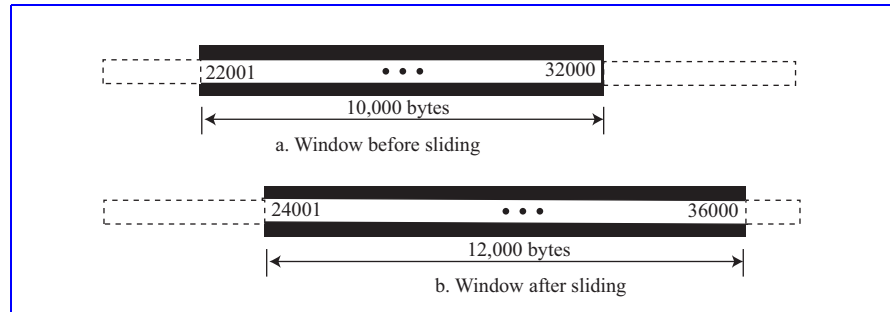 22001 • • • 32000
10,000 bytes
a. Window before sliding
24001 • • • 36000
12,000 bytes
b. Window after sliding